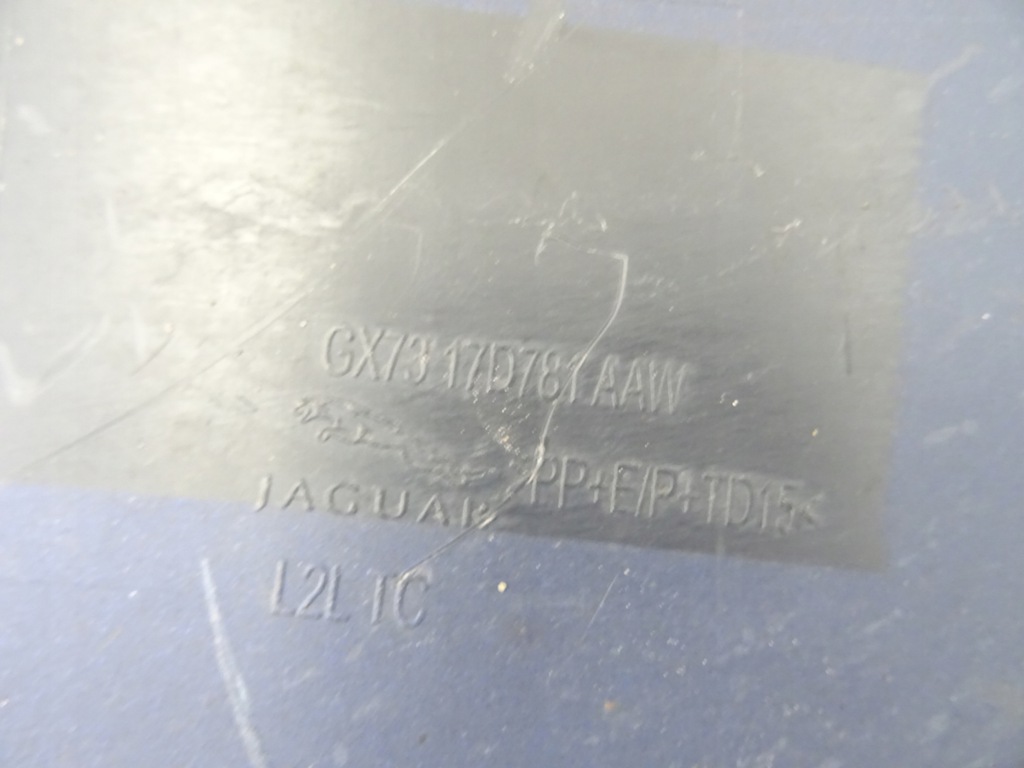 GX73 17D781 AAW
>PP+E/P+TD15<
JAGUAR
L2L TC